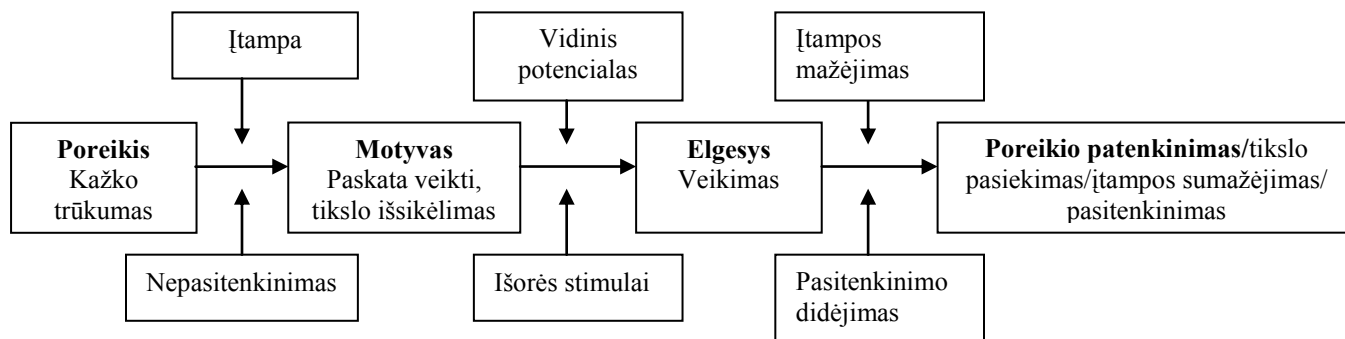 Įtampa
Vidinis
potencialas
Įtampos
mažėjimas
Poreikis
Kažko
trūkumas
Motyvas
Paskata veikti,
tikslo išsikėlimas
Elgesys
Veikimas
Poreikio patenkinimas/tikslo
pasiekimas/įtampos sumažėjimas/
pasitenkinimas
Nepasitenkinimas
Išorės stimulai
Pasitenkinimo
didėjimas